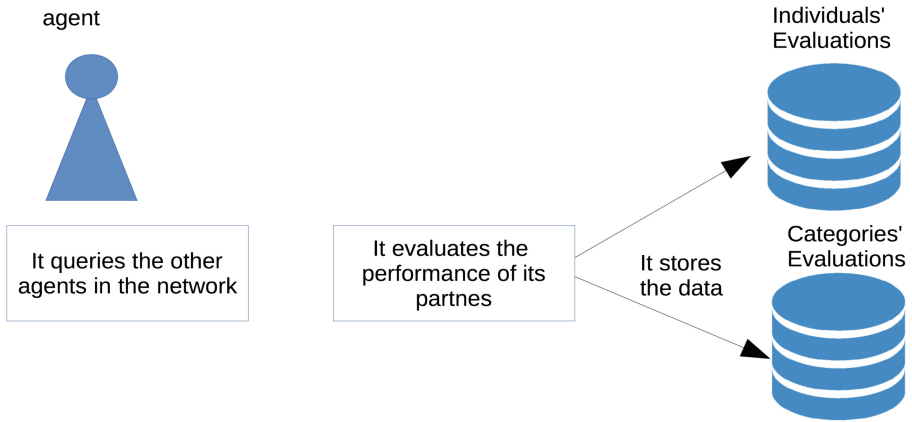 agent
Individuals'
Evaluations
It queries the other
agents in the network
It evaluates the
performance of its
partnes
It stores
the data
Categories'
Evaluations